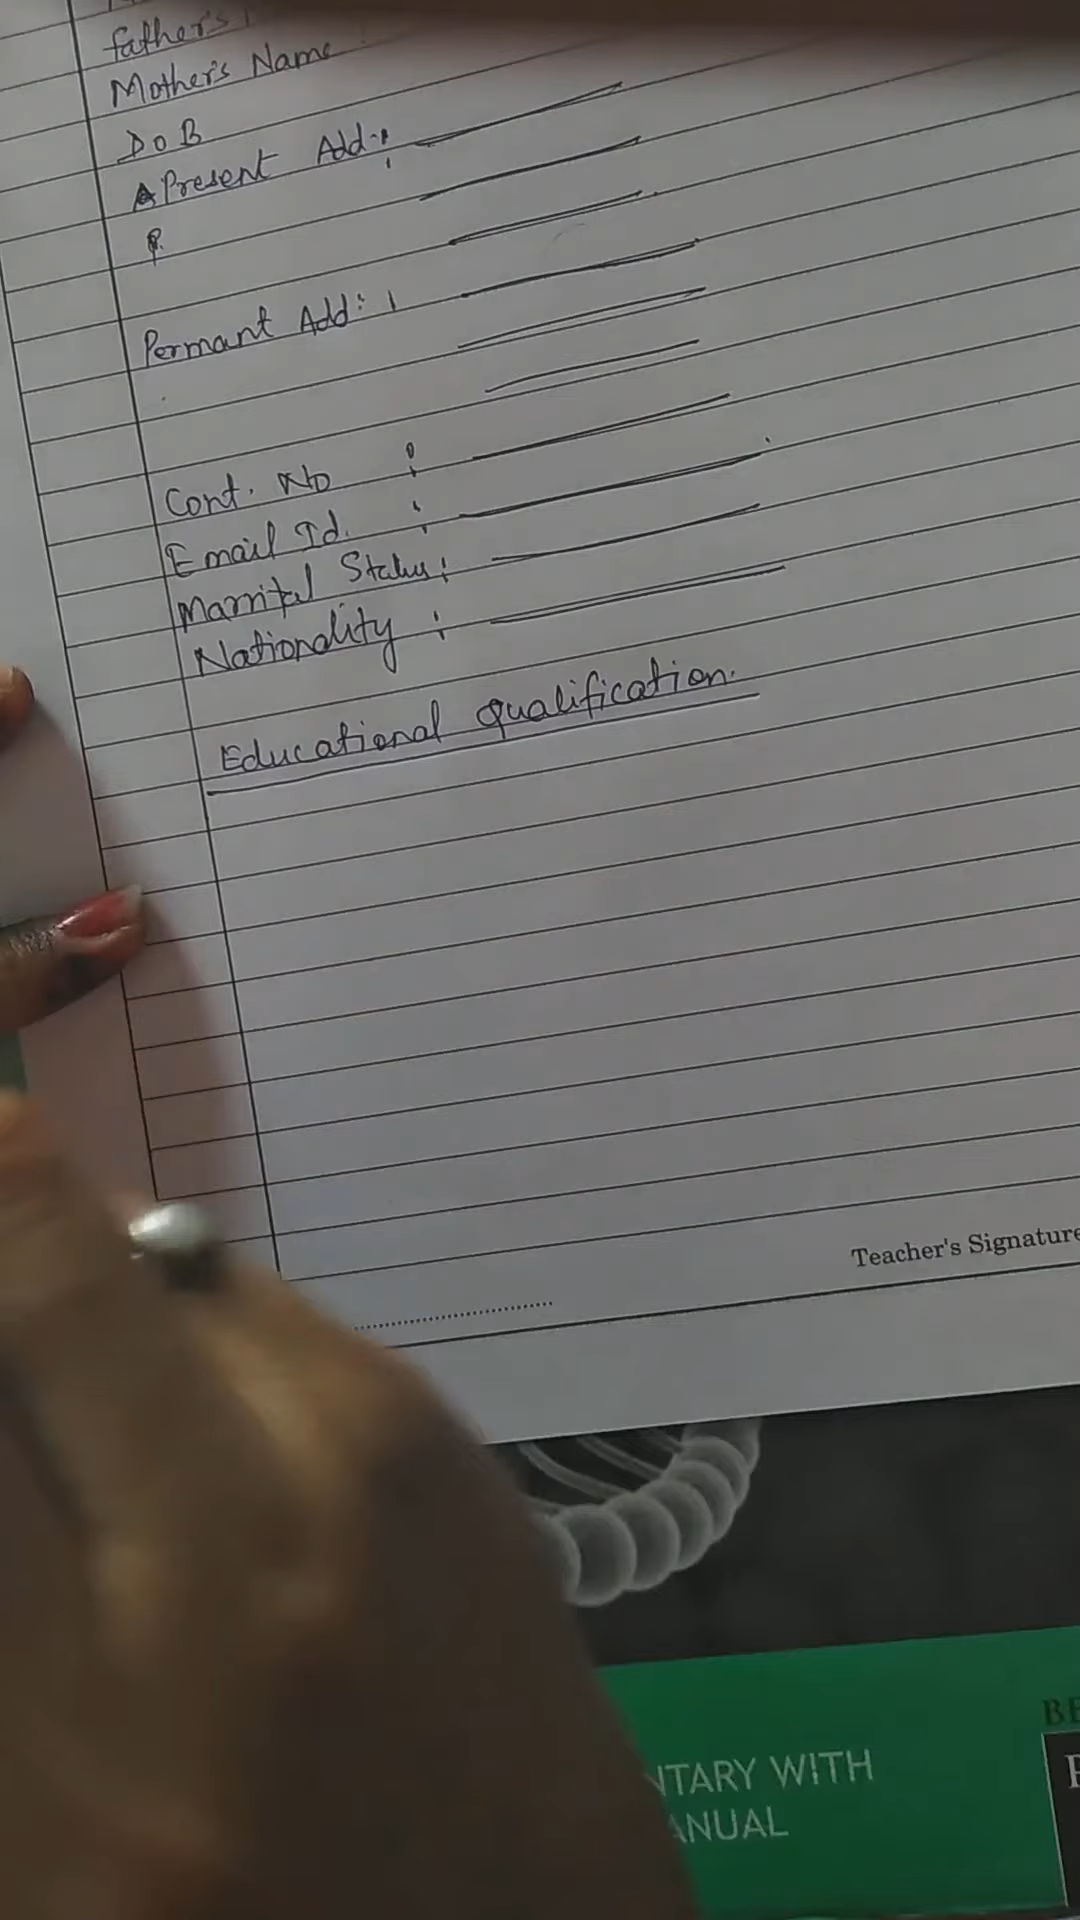 father's
Mother's Name
D O B
Present Add:
P.
Permant Add:
Cont. No :
Email Id. :
Marrital Status:
Nationality :
Educational qualification.
Teacher's Signature
NTARY WITH
ANUAL
BE